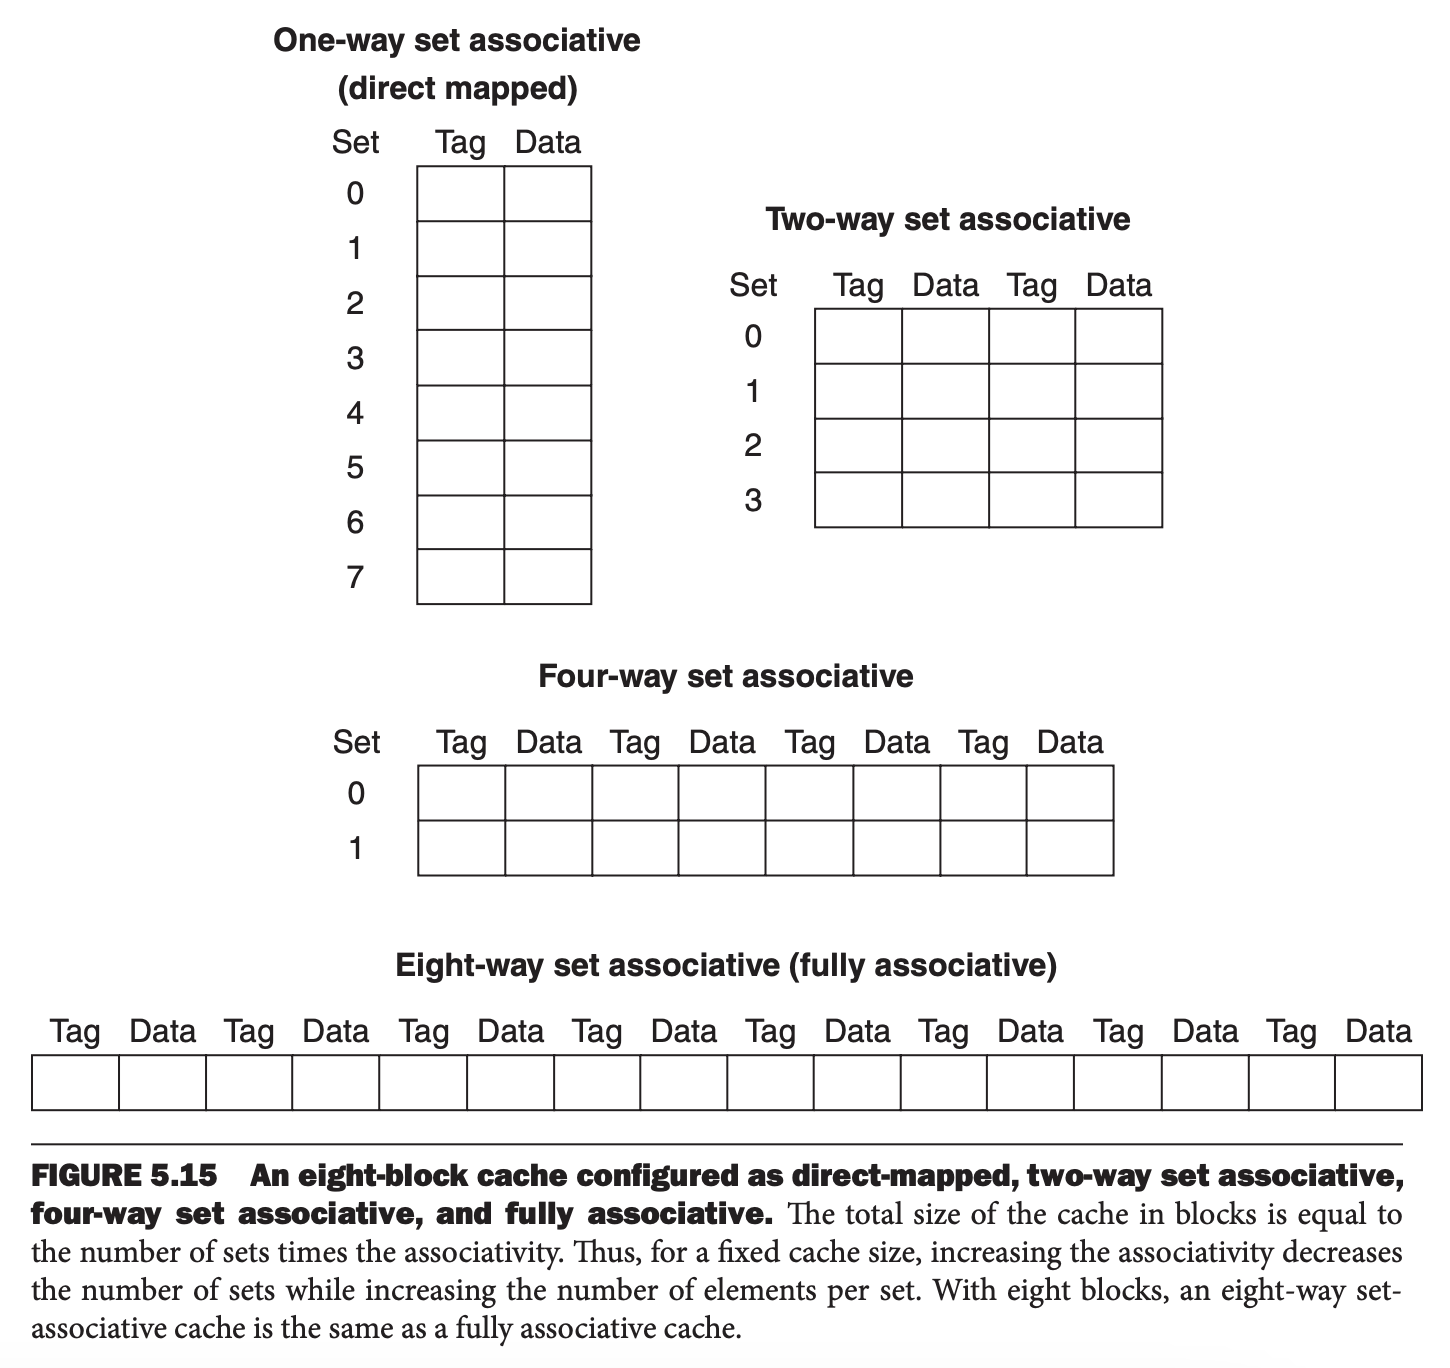 One-way set associative
(direct mapped)
Set Tag Data
0
1
2
3
4
5
6
7
Two-way set associative
Set Tag Data Tag Data
0
1
2
3
Four-way set associative
Set Tag Data Tag Data Tag Data Tag Data
0
1
Eight-way set associative (fully associative)
Tag Data Tag Data Tag Data Tag Data Tag Data Tag Data Tag Data Tag Data
FIGURE 5.15 An eight-block cache configured as direct-mapped, two-way set associative,
four-way set associative, and fully associative. The total size of the cache in blocks is equal to
the number of sets times the associativity. Thus, for a fixed cache size, increasing the associativity decreases
the number of sets while increasing the number of elements per set. With eight blocks, an eight-way set-
associative cache is the same as a fully associative cache.